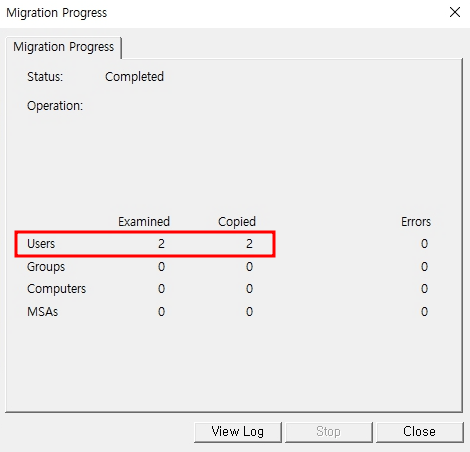 Migration Progress
Migration Progress
Status: Completed
Operation:
Examined Copied Errors
Users 2 2 0
Groups 0 0 0
Computers 0 0 0
MSAs 0 0 0
View Log Stop Close